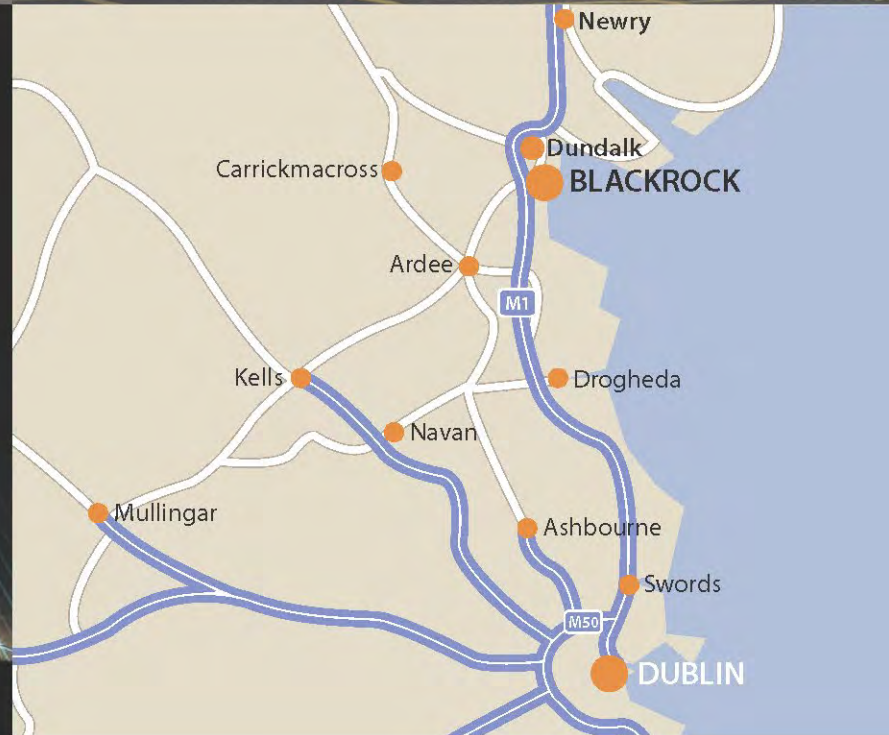 Newry
Dundalk
Carrickmacross
BLACKROCK
Ardee
M1
Kells
Drogheda
Navan
Mullingar
Ashbourne
Swords
M50
DUBLIN